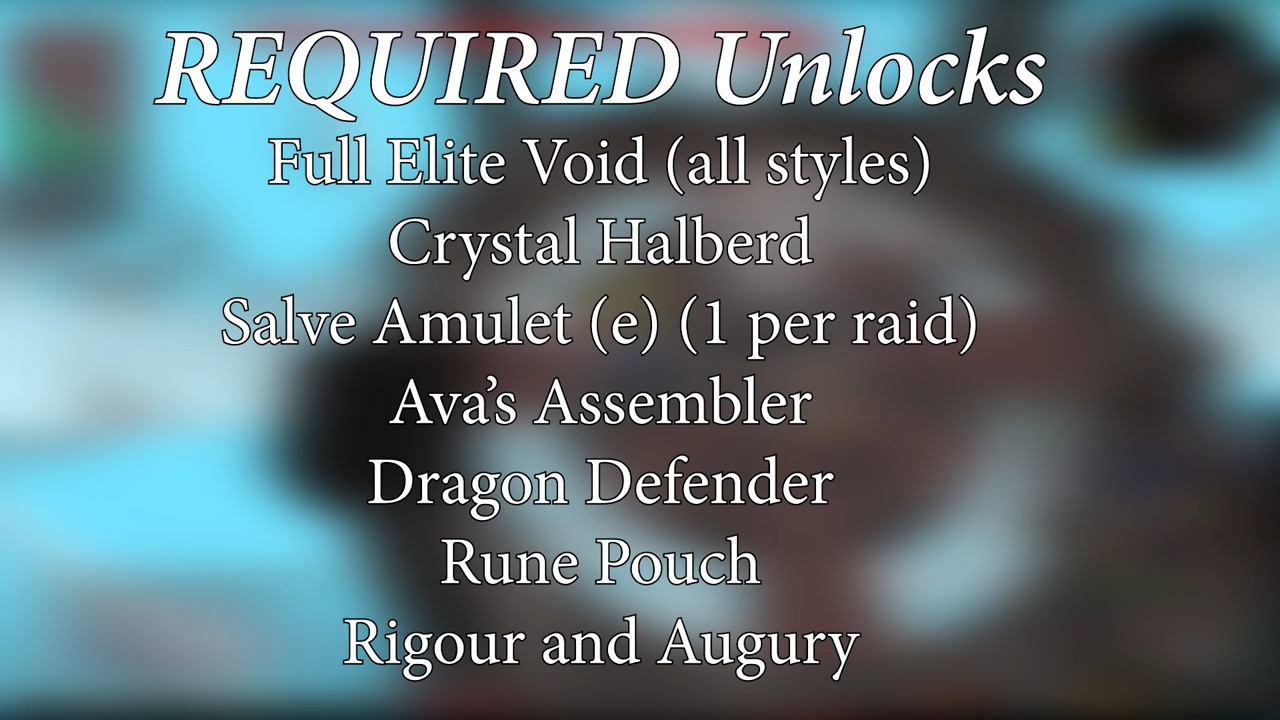 REQUIRED Unlocks
Full Elite Void (all styles)
Crystal Halberd
Salve Amulet (e) (1 per raid)
Ava’s Assembler
Dragon Defender
Rune Pouch
Rigour and Augury